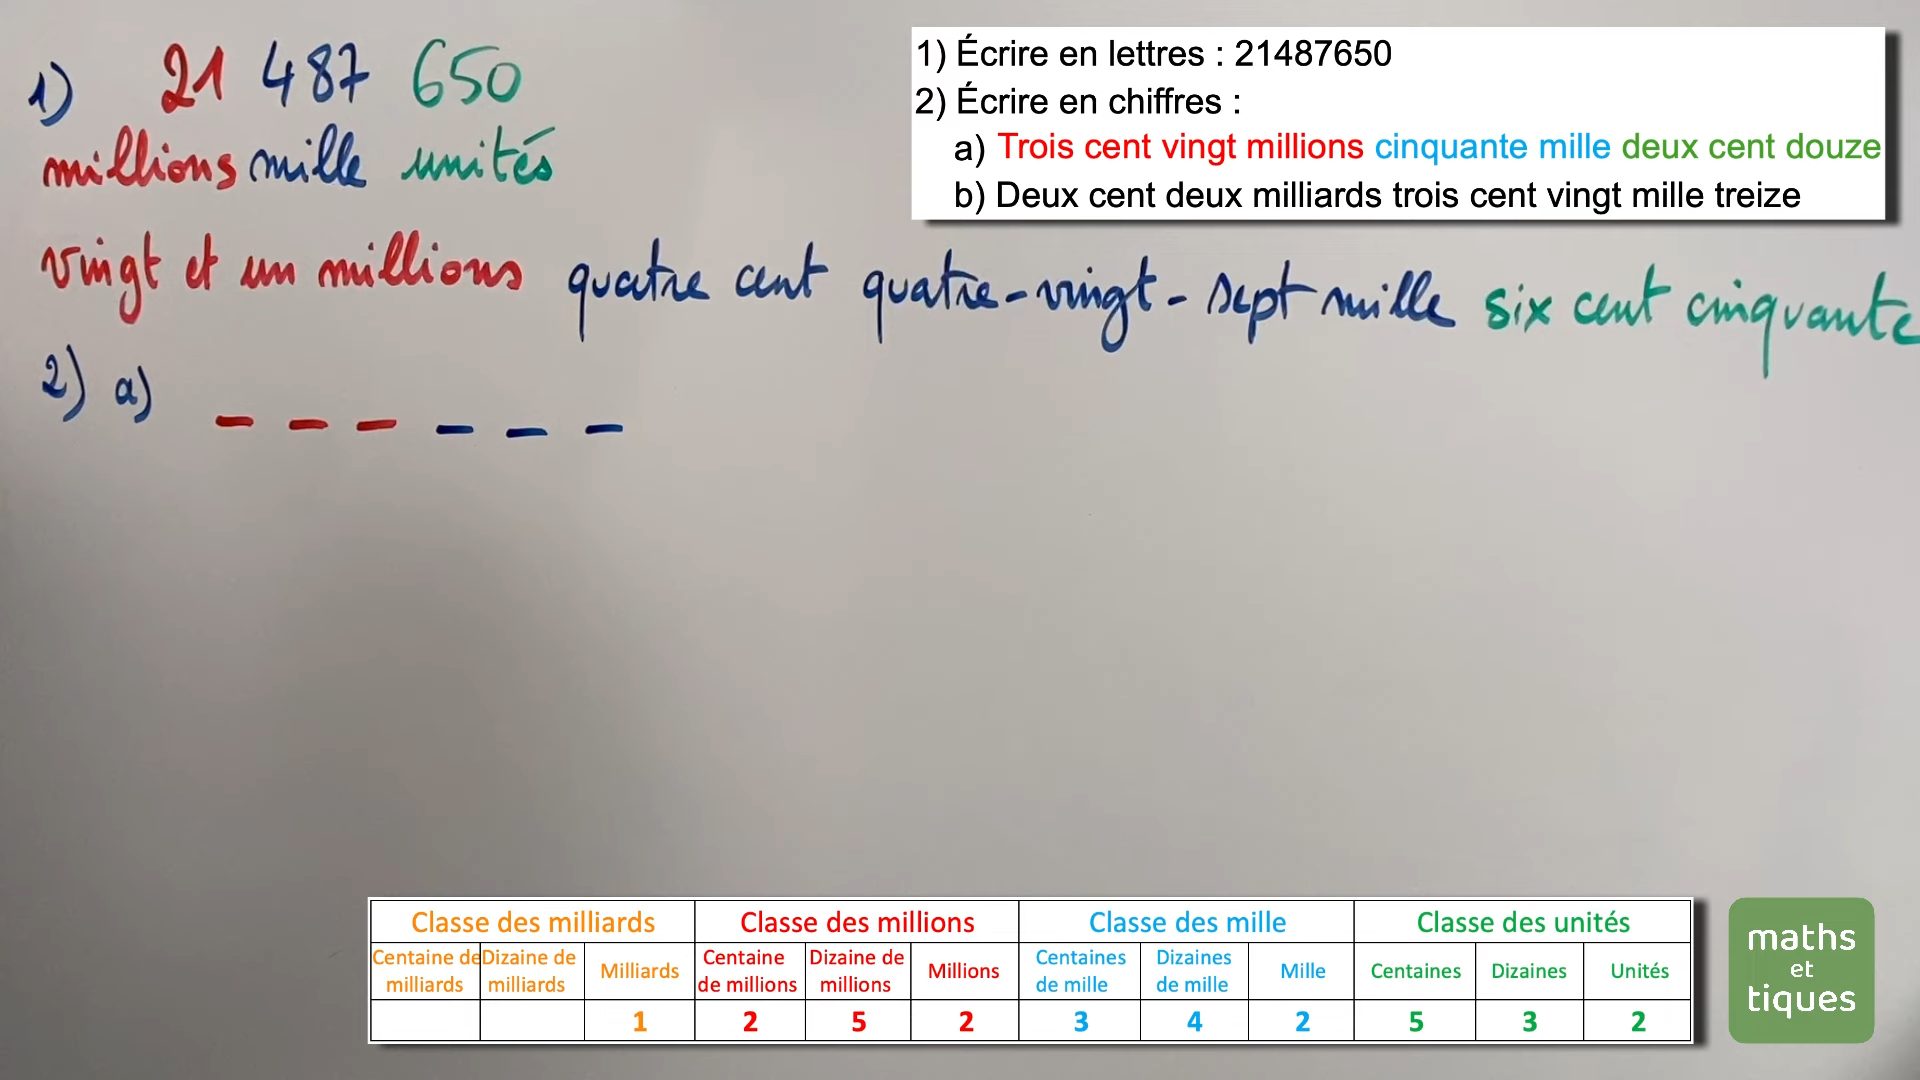 1) 21 487 650
millions mille unités
vingt et un millions quatre cent quatre-vingt-sept mille six cent cinquante
2) a) _ _ _ _ _ _
1) Écrire en lettres : 21487650
2) Écrire en chiffres :
a) Trois cent vingt millions cinquante mille deux cent douze
b) Deux cent deux milliards trois cent vingt mille treize
Classe des milliards Classe des millions Classe des mille Classe des unités
Centaine de milliards Dizaine de milliards Milliards Centaine de millions Dizaine de millions Millions Centaines de mille Dizaines de mille Mille Centaines Dizaines Unités
1 2 5 2 3 4 2 5 3 2
maths
et
tiques